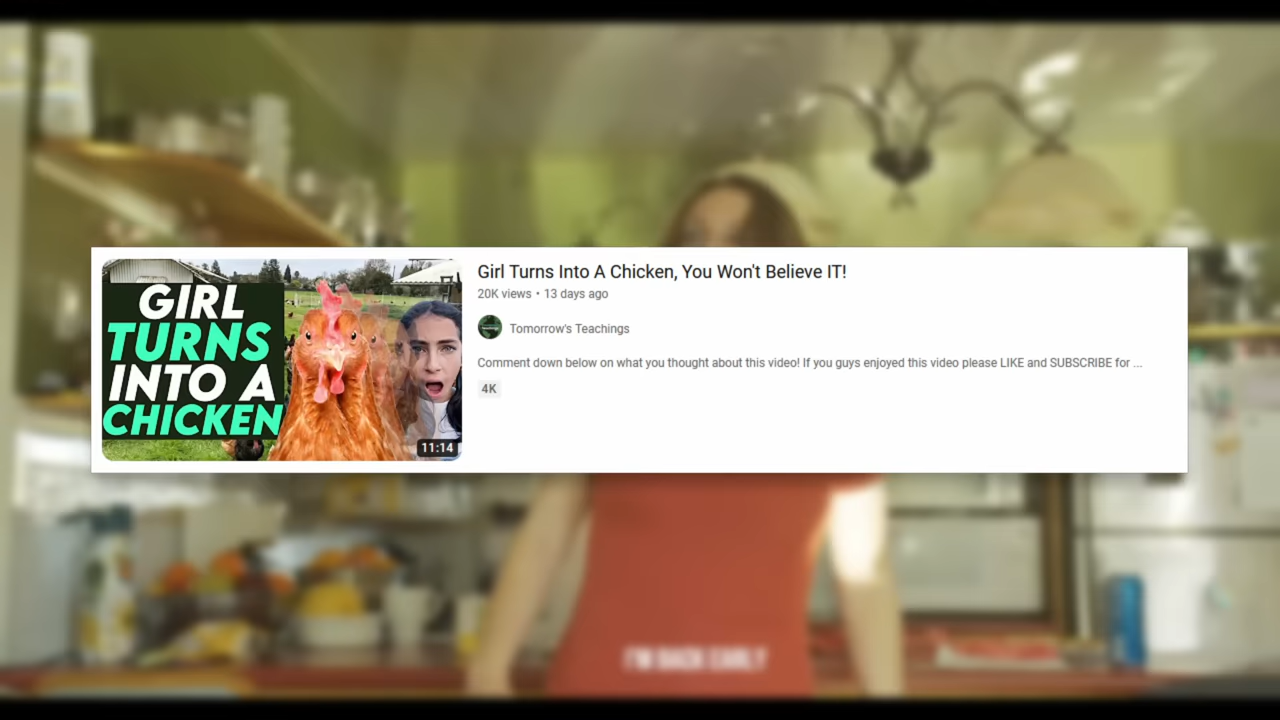 GIRL
TURNS
INTO A
CHICKEN
11:14
Girl Turns Into A Chicken, You Won't Believe IT!
20K views • 13 days ago
Tomorrow's Teachings
Comment down below on what you thought about this video! If you guys enjoyed this video please LIKE and SUBSCRIBE for ...
4K
I'M BACK EARLY